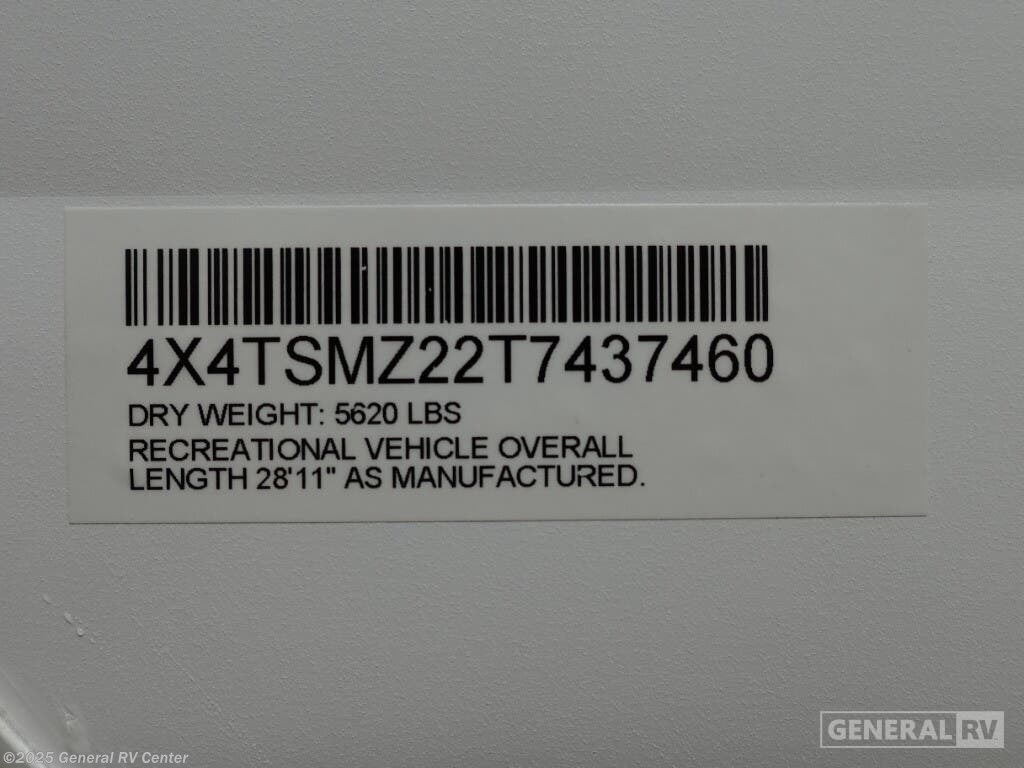 4X4TSMZ22T7437460
DRY WEIGHT: 5620 LBS
RECREATIONAL VEHICLE OVERALL
LENGTH 28'11" AS MANUFACTURED.
GENERAL RV
©2025 General RV Center